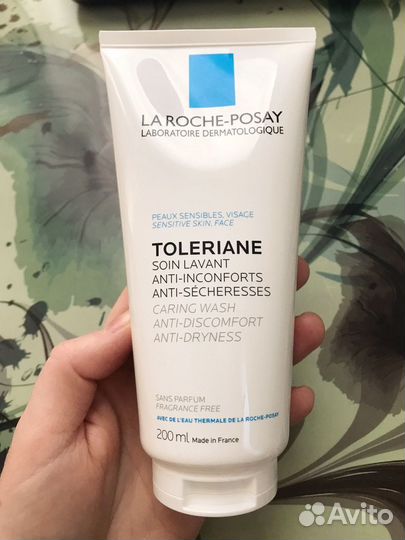 LA ROCHE-POSAY
LABORATOIRE DERMATOLOGIQUE
PEAUX SENSIBLES, VISAGE
SENSITIVE SKIN, FACE
TOLERIANE
SOIN LAVANT
ANTI-INCONFORTS
ANTI-SÉCHERESSES
CARING WASH
ANTI-DISCOMFORT
ANTI-DRYNESS
SANS PARFUM
FRAGRANCE FREE
AVEC DE L'EAU THERMALE DE LA ROCHE-POSAY
200 ml Made in France
Avito